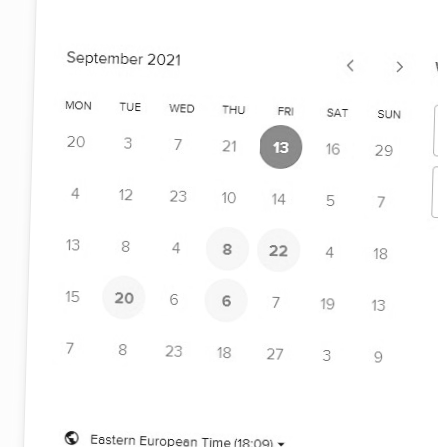 September 2021 < >
MON TUE WED THU FRI SAT SUN
20 3 7 21 13 16 29
4 12 23 10 14 5 7
13 8 4 8 22 4 18
15 20 6 6 7 19 13
7 8 23 18 27 3 9
Eastern European Time (18:09)